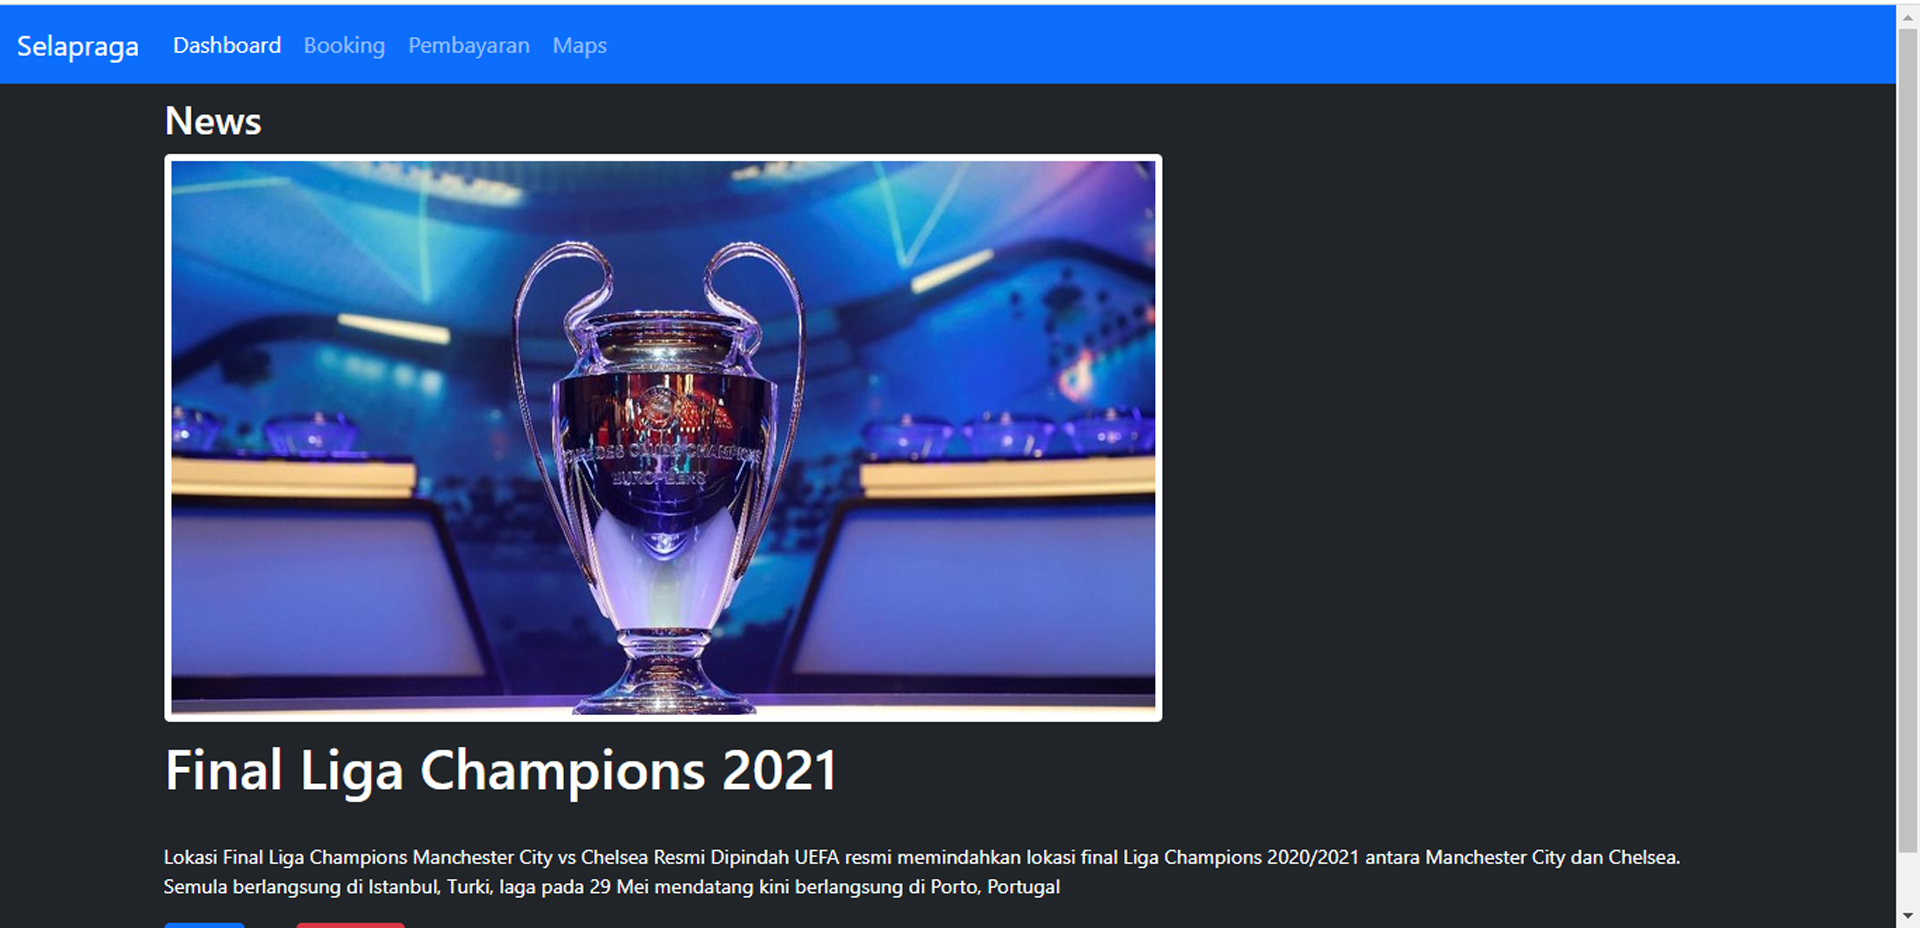 Selapraga Dashboard Booking Pembayaran Maps
News
COUPE DES CLUBS CHAMPIONS
EUROPÉENS
Final Liga Champions 2021
Lokasi Final Liga Champions Manchester City vs Chelsea Resmi Dipindah UEFA resmi memindahkan lokasi final Liga Champions 2020/2021 antara Manchester City dan Chelsea.
Semula berlangsung di Istanbul, Turki, laga pada 29 Mei mendatang kini berlangsung di Porto, Portugal